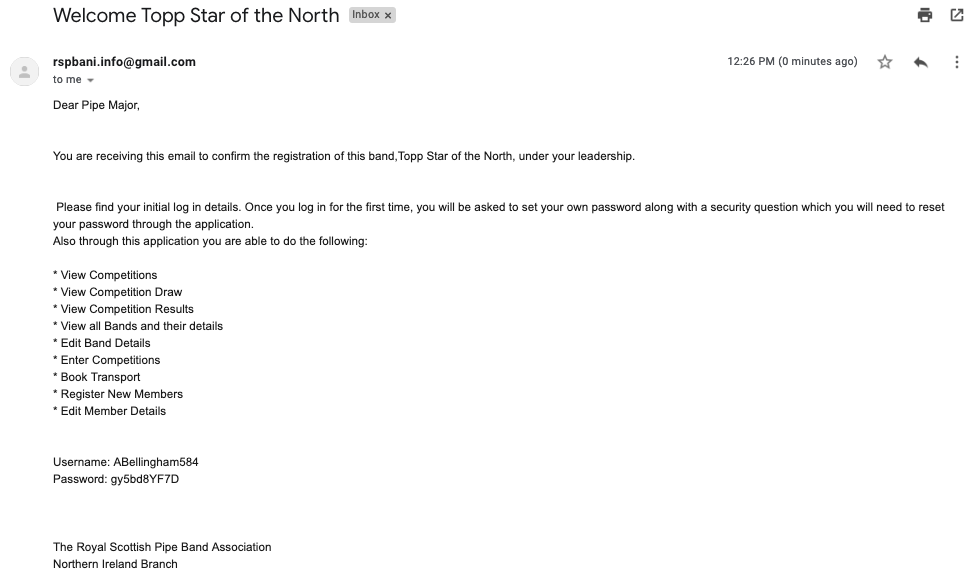 Welcome Topp Star of the North Inbox x
rspbani.info@gmail.com 12:26 PM (0 minutes ago)
to me
Dear Pipe Major,
You are receiving this email to confirm the registration of this band,Topp Star of the North, under your leadership.
Please find your initial log in details. Once you log in for the first time, you will be asked to set your own password along with a security question which you will need to reset
your password through the application.
Also through this application you are able to do the following:
* View Competitions
* View Competition Draw
* View Competition Results
* View all Bands and their details
* Edit Band Details
* Enter Competitions
* Book Transport
* Register New Members
* Edit Member Details
Username: ABellingham584
Password: gy5bd8YF7D
The Royal Scottish Pipe Band Association
Northern Ireland Branch